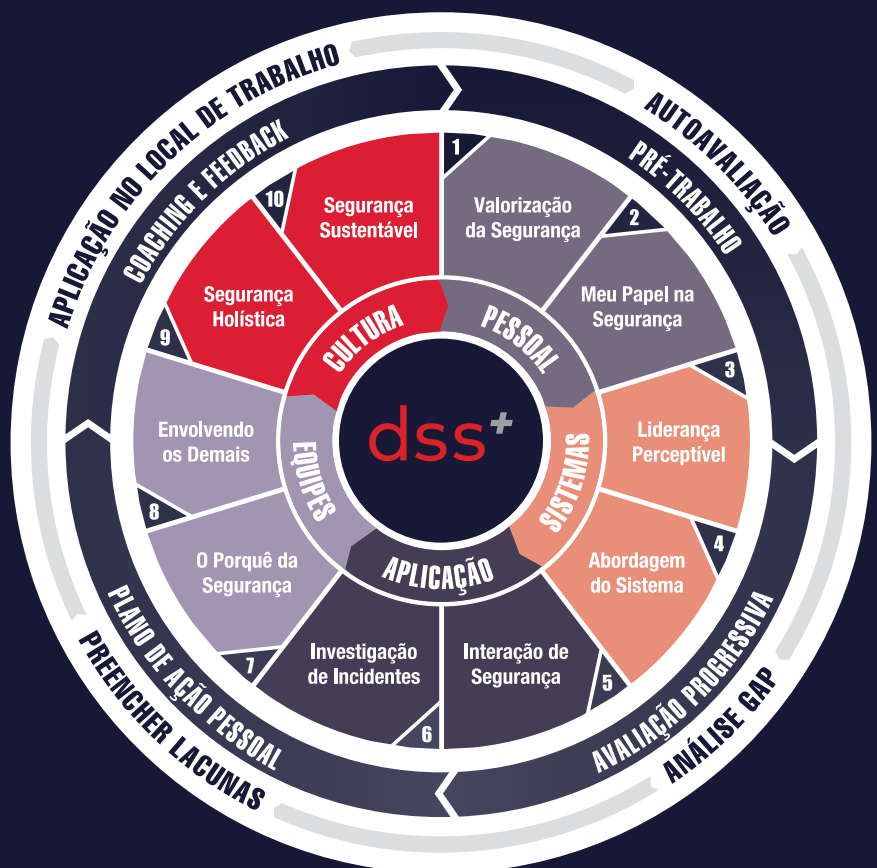 APLICAÇÃO NO LOCAL DE TRABALHO
AUTOAVALIAÇÃO
ANÁLISE GAP
PREENCHER LACUNAS
COACHING E FEEDBACK
PRÉ-TRABALHO
AVALIAÇÃO PROGRESSIVA
PLANO DE AÇÃO PESSOAL
1
Valorização
da Segurança
2
Meu Papel na
Segurança
3
Liderança
Perceptível
4
Abordagem
do Sistema
5
Interação de
Segurança
6
Investigação
de Incidentes
7
O Porquê da
Segurança
8
Envolvendo
os Demais
9
Segurança
Holística
10
Segurança
Sustentável
PESSOAL
SISTEMAS
APLICAÇÃO
EQUIPES
CULTURA
dss+